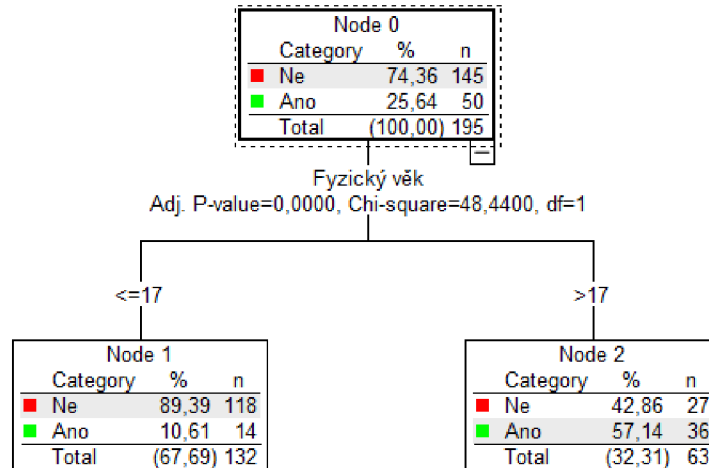 Node 0
Category % n
Ne 74,36 145
Ano 25,64 50
Total (100,00) 195
Fyzický věk
Adj. P-value=0,0000, Chi-square=48,4400, df=1
<=17
>17
Node 1
Category % n
Ne 89,39 118
Ano 10,61 14
Total (67,69) 132
Node 2
Category % n
Ne 42,86 27
Ano 57,14 36
Total (32,31) 63